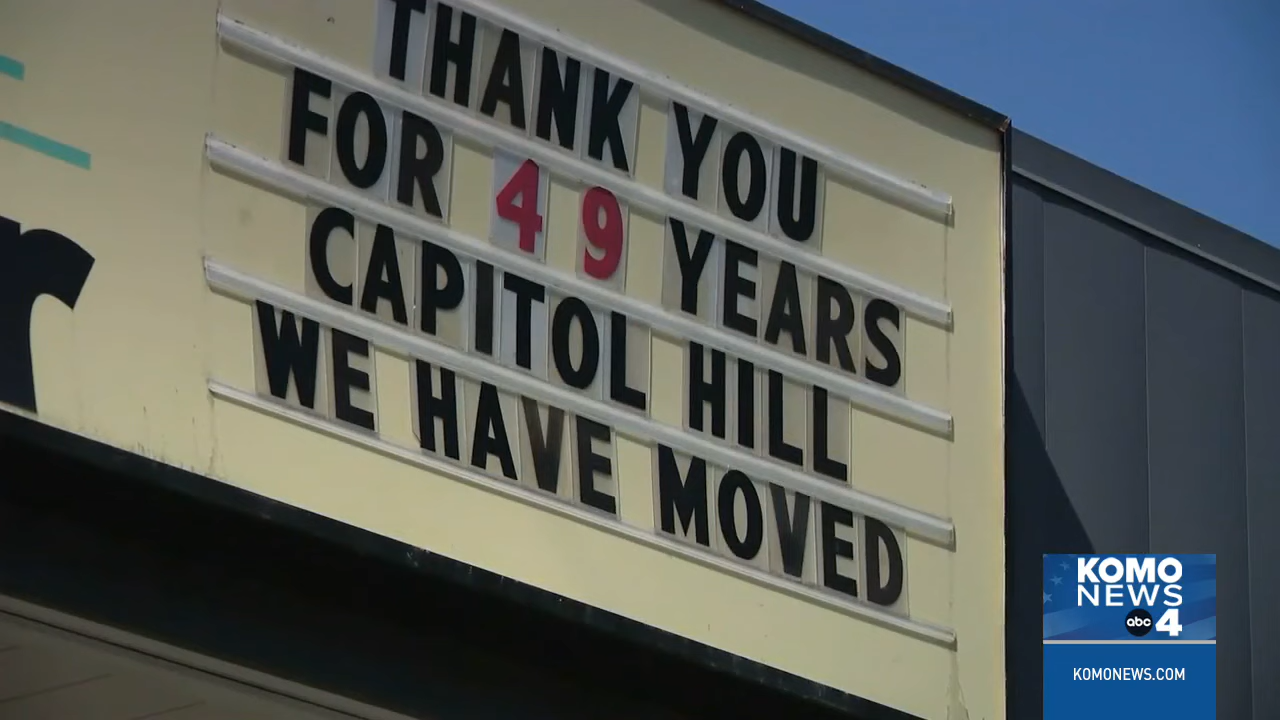 THANK YOU
FOR 49 YEARS
CAPITOL HILL
WE HAVE MOVED
r
KOMO
NEWS
abc 4
KOMONEWS.COM